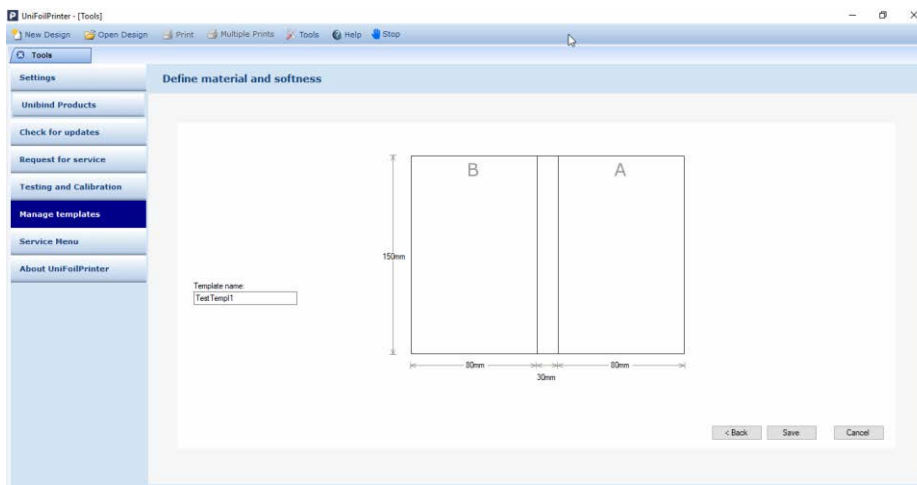 UniFoilPrinter - [Tools]
New Design Open Design Print Multiple Prints Tools Help Stop
Tools
Settings
Unibind Products
Check for updates
Request for service
Testing and Calibration
Manage templates
Service Menu
About UniFoilPrinter
Define material and softness
B A
150mm
Template name:
TestTempl1
80mm 80mm
30mm
< Back Save Cancel